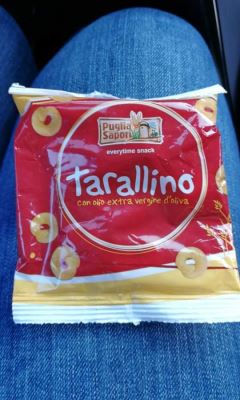 Puglia
Sapori
everytime snack
tarallino
con olio extra vergine d'oliva